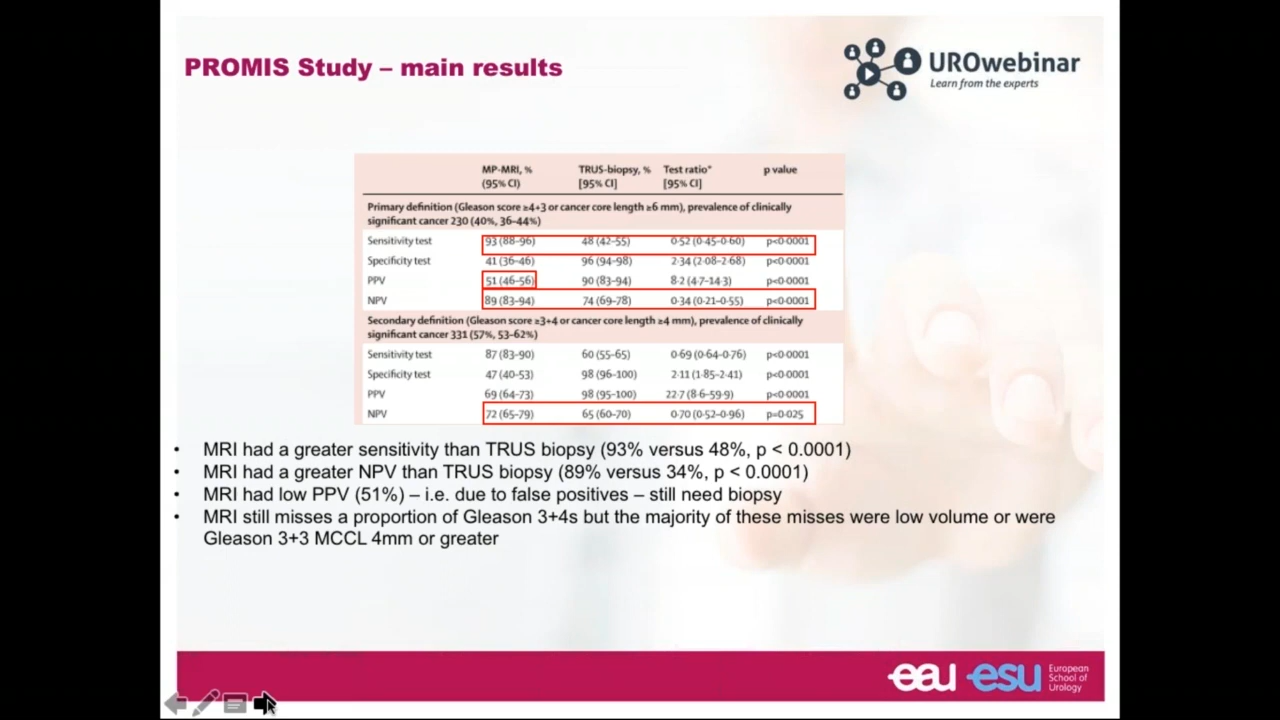 PROMIS Study – main results
UROwebinar
Learn from the experts
MP-MRI, % TRUS-biopsy, % Test ratio* p value
(95% CI) [95% CI] [95% CI]
Primary definition (Gleason score ≥4+3 or cancer core length ≥6 mm), prevalence of clinically
significant cancer 230 (40%, 36–44%)
Sensitivity test 93 (88–96) 48 (42–55) 0·52 (0·45–0·60) p<0·0001
Specificity test 41 (36–46) 96 (94–98) 2·34 (2·08–2·68) p<0·0001
PPV 51 (46–56) 90 (83–94) 8·2 (4·7–14·3) p<0·0001
NPV 89 (83–94) 74 (69–78) 0·34 (0·21–0·55) p<0·0001
Secondary definition (Gleason score ≥3+4 or cancer core length ≥4 mm), prevalence of clinically
significant cancer 331 (57%, 53–62%)
Sensitivity test 87 (83–90) 60 (55–65) 0·69 (0·64–0·76) p<0·0001
Specificity test 47 (40–53) 98 (96–100) 2·11 (1·85–2·41) p<0·0001
PPV 69 (64–73) 98 (95–100) 22·7 (8·6–59·9) p<0·0001
NPV 72 (65–79) 65 (60–70) 0·70 (0·52–0·96) p=0·025
• MRI had a greater sensitivity than TRUS biopsy (93% versus 48%, p < 0.0001)
• MRI had a greater NPV than TRUS biopsy (89% versus 34%, p < 0.0001)
• MRI had low PPV (51%) – i.e. due to false positives – still need biopsy
• MRI still misses a proportion of Gleason 3+4s but the majority of these misses were low volume or were
Gleason 3+3 MCCL 4mm or greater
eau esu European
School of
Urology